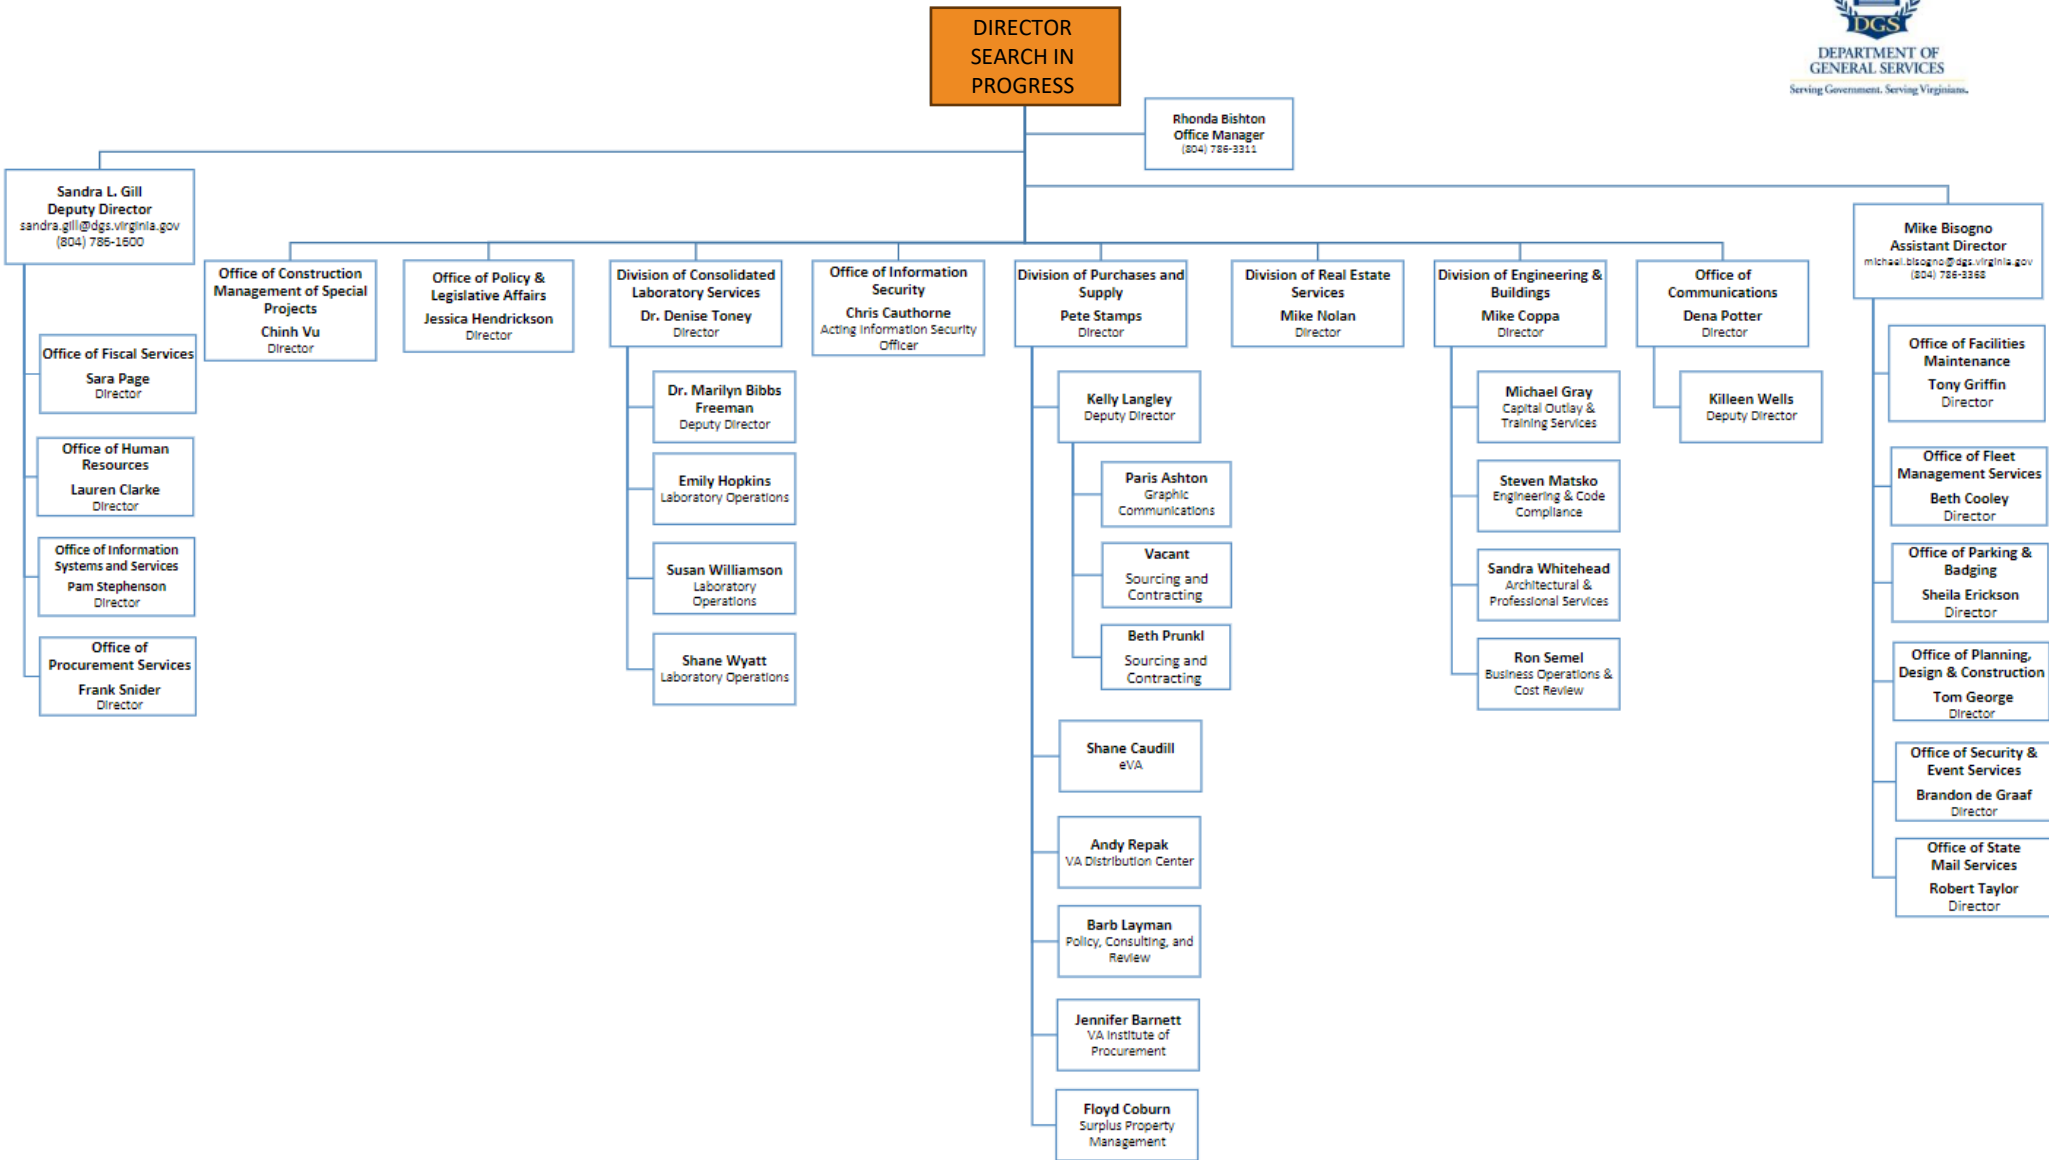 DIRECTOR
SEARCH IN
PROGRESS
DGS
DEPARTMENT OF
GENERAL SERVICES
Serving Government. Serving Virginians.
Rhonda Bishton
Office Manager
(804) 786-3311
Sandra L. Gill
Deputy Director
sandra.gill@dgs.virginia.gov
(804) 786-1600
Office of Fiscal Services
Sara Page
Director
Office of Human
Resources
Lauren Clarke
Director
Office of Information
Systems and Services
Pam Stephenson
Director
Office of
Procurement Services
Frank Snider
Director
Office of Construction
Management of Special
Projects
Chinh Vu
Director
Office of Policy &
Legislative Affairs
Jessica Hendrickson
Director
Division of Consolidated
Laboratory Services
Dr. Denise Toney
Director
Dr. Marilyn Bibbs
Freeman
Deputy Director
Emily Hopkins
Laboratory Operations
Susan Williamson
Laboratory
Operations
Shane Wyatt
Laboratory Operations
Office of Information
Security
Chris Cauthorne
Acting Information Security
Officer
Division of Purchases and
Supply
Pete Stamps
Director
Kelly Langley
Deputy Director
Paris Ashton
Graphic
Communications
Vacant
Sourcing and
Contracting
Beth Prunkl
Sourcing and
Contracting
Shane Caudill
eVA
Andy Repak
VA Distribution Center
Barb Layman
Policy, Consulting, and
Review
Jennifer Barnett
VA Institute of
Procurement
Floyd Coburn
Surplus Property
Management
Division of Real Estate
Services
Mike Nolan
Director
Division of Engineering &
Buildings
Mike Coppa
Director
Michael Gray
Capital Outlay &
Training Services
Steven Matsko
Engineering & Code
Compliance
Sandra Whitehead
Architectural &
Professional Services
Ron Semel
Business Operations &
Cost Review
Office of
Communications
Dena Potter
Director
Killeen Wells
Deputy Director
Mike Bisogno
Assistant Director
michael.bisogno@dgs.virginia.gov
(804) 786-3368
Office of Facilities
Maintenance
Tony Griffin
Director
Office of Fleet
Management Services
Beth Cooley
Director
Office of Parking &
Badging
Sheila Erickson
Director
Office of Planning,
Design & Construction
Tom George
Director
Office of Security &
Event Services
Brandon de Graaf
Director
Office of State
Mail Services
Robert Taylor
Director